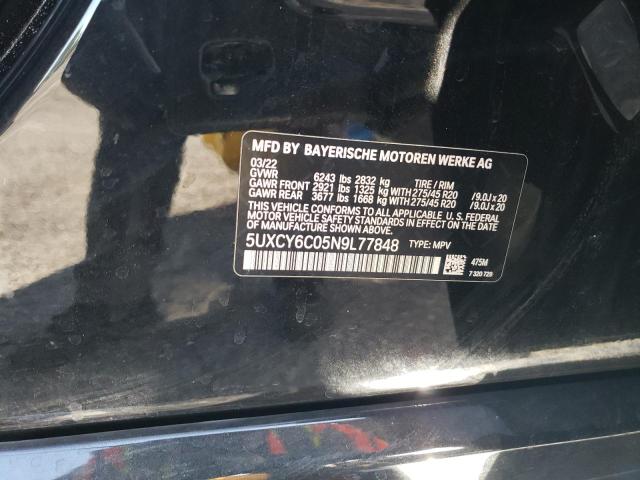 MFD BY BAYERISCHE MOTOREN WERKE AG
03/22
GVWR 6243 lbs 2832 kg TIRE / RIM
GAWR FRONT 2921 lbs 1325 kg WITH 275/45 R20 /9.0J x 20
GAWR REAR 3677 lbs 1668 kg WITH 275/45 R20 /9.0J x 20
THIS VEHICLE CONFORMS TO ALL APPLICABLE U. S. FEDERAL
MOTOR VEHICLE SAFETY STANDARDS IN EFFECT ON THE DATE
OF MANUFACTURE SHOWN ABOVE.
5UXCY6C05N9L77848 TYPE: MPV
475M
7 320 729